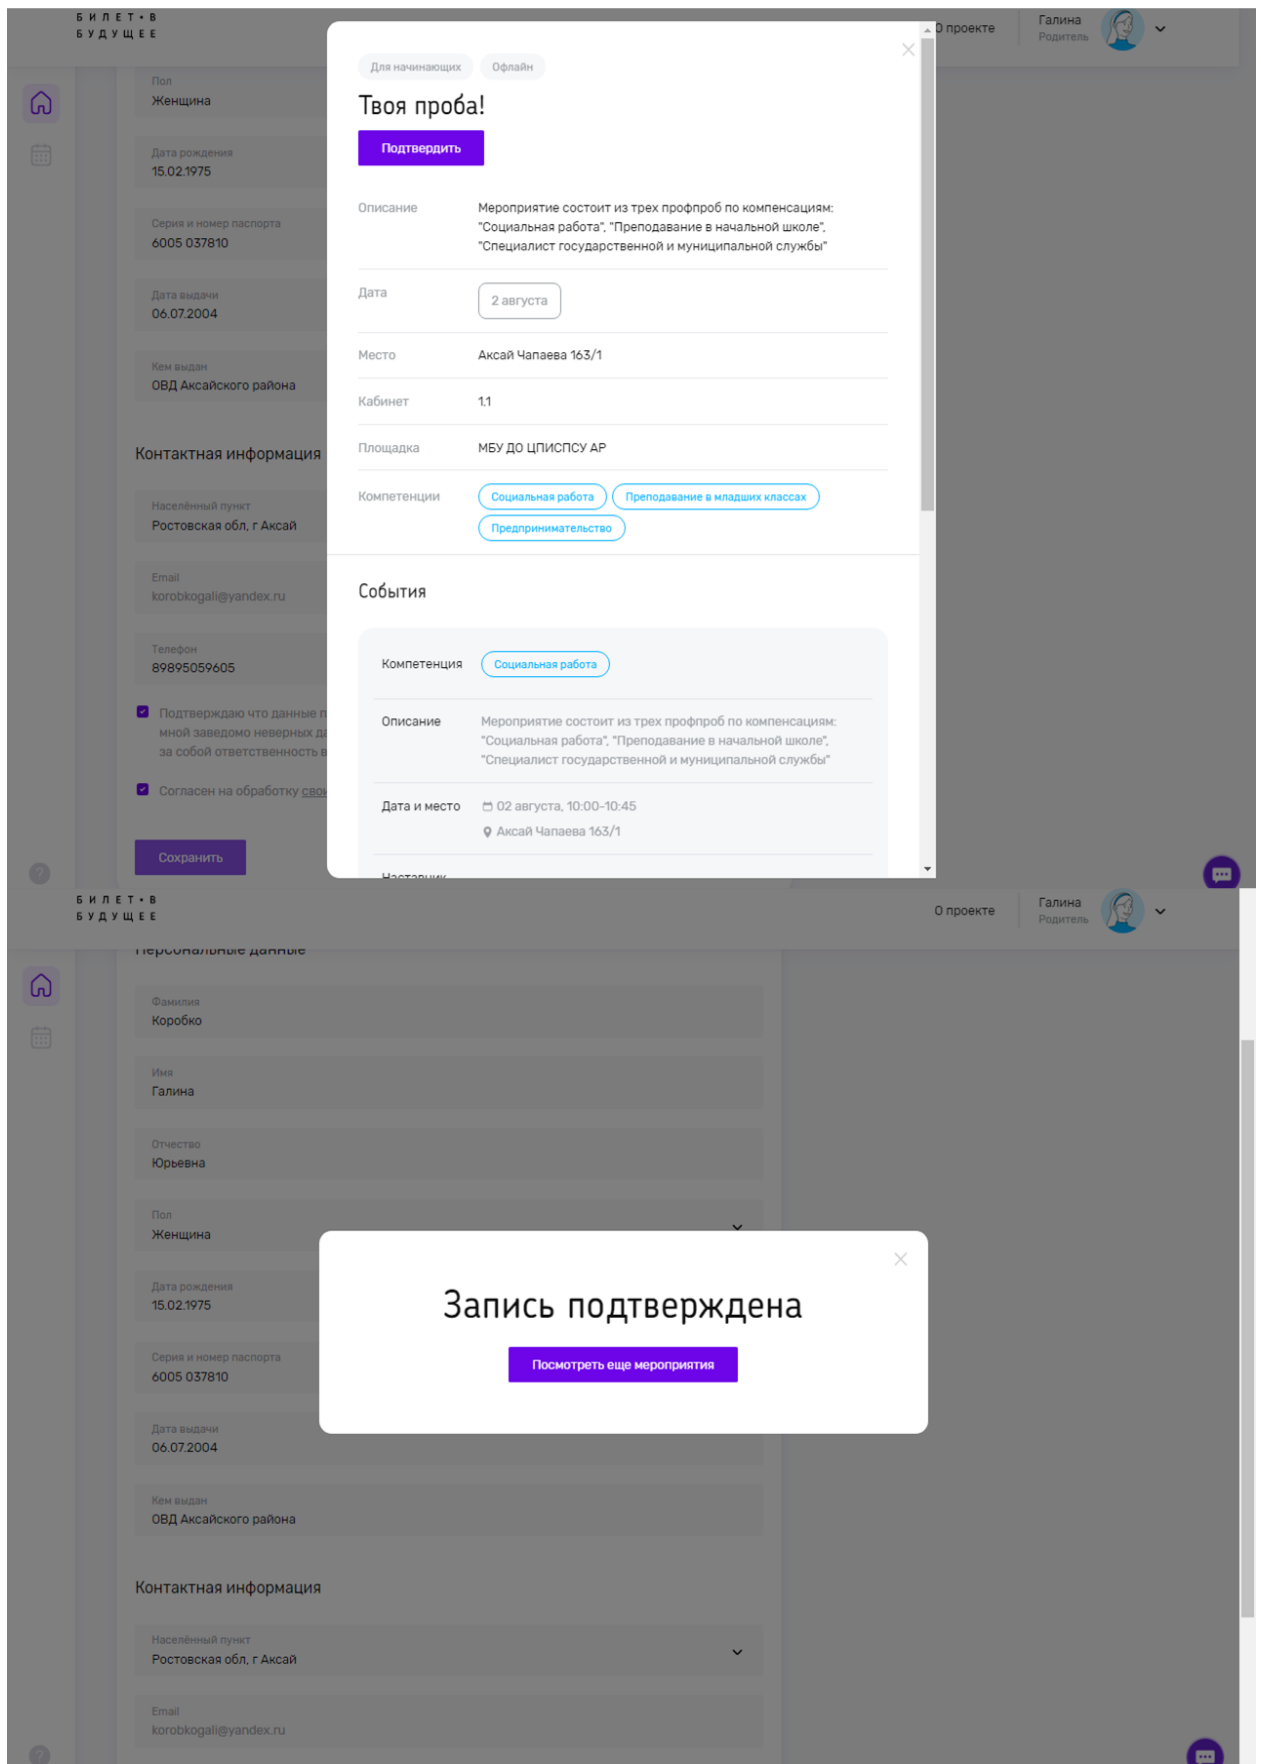 БИЛЕТ•В
БУДУЩЕЕ
О проекте
Галина
Родитель
Пол
Женщина
Дата рождения
15.02.1975
Серия и номер паспорта
6005 037810
Дата выдачи
06.07.2004
Кем выдан
ОВД Аксайского района
Контактная информация
Населённый пункт
Ростовская обл, г Аксай
Email
korobkogali@yandex.ru
Телефон
89895059605
Подтверждаю что данные
мной заведомо неверных
за собой ответственность
Согласен на обработку
Сохранить
Для начинающих Офлайн
Твоя проба!
Подтвердить
Описание Мероприятие состоит из трех профпроб по компенсациям:
"Социальная работа", "Преподавание в начальной школе",
"Специалист государственной и муниципальной службы"
Дата 2 августа
Место Аксай Чапаева 163/1
Кабинет 1.1
Площадка МБУ ДО ЦПИСПСУ АР
Компетенции Социальная работа Преподавание в младших классах
Предпринимательство
События
Компетенция Социальная работа
Описание Мероприятие состоит из трех профпроб по компенсациям:
"Социальная работа", "Преподавание в начальной школе",
"Специалист государственной и муниципальной службы"
Дата и место 02 августа, 10:00-10:45
Аксай Чапаева 163/1
Наставник
?
БИЛЕТ•В
БУДУЩЕЕ
О проекте
Галина
Родитель
Персональные данные
Фамилия
Коробко
Имя
Галина
Отчество
Юрьевна
Пол
Женщина
Дата рождения
15.02.1975
Серия и номер паспорта
6005 037810
Дата выдачи
06.07.2004
Кем выдан
ОВД Аксайского района
Запись подтверждена
Посмотреть еще мероприятия
Контактная информация
Населённый пункт
Ростовская обл, г Аксай
Email
korobkogali@yandex.ru
?